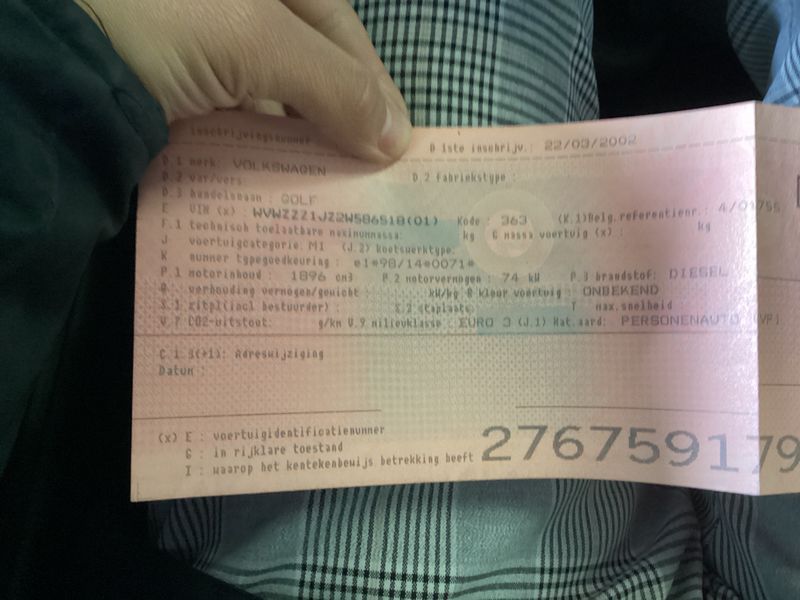 inschrijvingsnummer B 1ste inschrijv.: 22/03/2002
D.1 merk: VOLKSWAGEN
D.2 var/vers D.2 fabriekstype :
D.3 handelsnaam : GOLF
E VIN (x) : WVWZZZ1JZ2W586518(01) Kode : 363 (K.1)Belg.referentienr.: 4/01755
F.1 technisch toelaatbare maximummassa: kg G massa voertuig (x) : kg
J voertuigcategorie: M1 (J.2) koetswerktype:
K nummer typegoedkeuring : e1*98/14*0071*
P.1 motorinhoud : 1896 cm3 P.2 motorvermogen : 74 kW P.3 brandstof: DIESEL
Q verhouding vermogen/gewicht : kW/kg R kleur voertuig : ONBEKEND
S.1 zitpl(incl bestuurder) : S.2 staplaats T max.snelheid
V.7 CO2-uitstoot: g/km V.9 milieuklasse : EURO 3 (J.1) Nat.aard: PERSONENAUTO (VP)
C.1 3(+1): Adreswijziging
Datum :
(x) E : voertuigidentificatienummer
G : in rijklare toestand
I : waarop het kentekenbewijs betrekking heeft
276759179